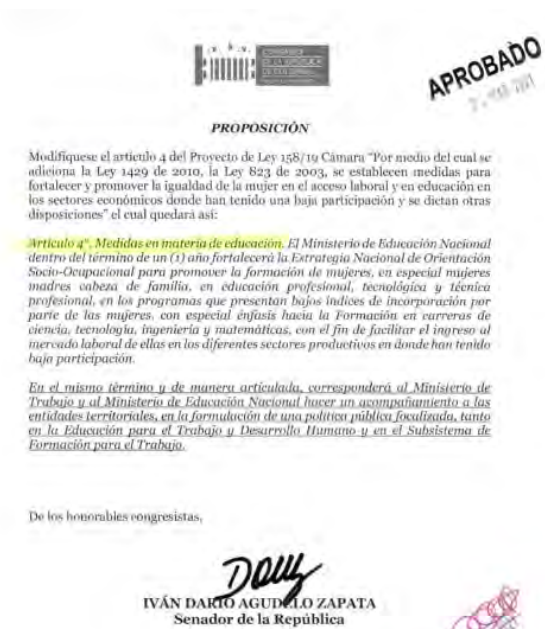 CONGRESO
DE LA REPÚBLICA
DE COLOMBIA
APROBADO
PROPOSICIÓN
Modifíquese el artículo 4 del Proyecto de Ley 158/19 Cámara "Por medio del cual se
adiciona la Ley 1429 de 2010, la Ley 823 de 2003, se establecen medidas para
fortalecer y promover la igualdad de la mujer en el acceso laboral y en educación en
los sectores económicos donde han tenido una baja participación y se dictan otras
disposiciones" el cual quedará así:
Artículo 4°. Medidas en materia de educación. El Ministerio de Educación Nacional
dentro del término de un (1) año fortalecerá la Estrategia Nacional de Orientación
Socio-Ocupacional para promover la formación de mujeres, en especial mujeres
madres cabeza de familia, en educación profesional, tecnológica y técnica
profesional, en los programas que presentan bajos índices de incorporación por
parte de las mujeres, con especial énfasis hacia la Formación en carreras de
ciencia, tecnología, ingeniería y matemáticas, con el fin de facilitar el ingreso al
mercado laboral de ellas en los diferentes sectores productivos en donde han tenido
baja participación.
En el mismo término y de manera articulada, corresponderá al Ministerio de
Trabajo y al Ministerio de Educación Nacional hacer un acompañamiento a las
entidades territoriales, en la formulación de una política pública focalizada, tanto
en la Educación para el Trabajo y Desarrollo Humano y en el Subsistema de
Formación para el Trabajo.
De los honorables congresistas,
IVÁN DARÍO AGUDELO ZAPATA
Senador de la República